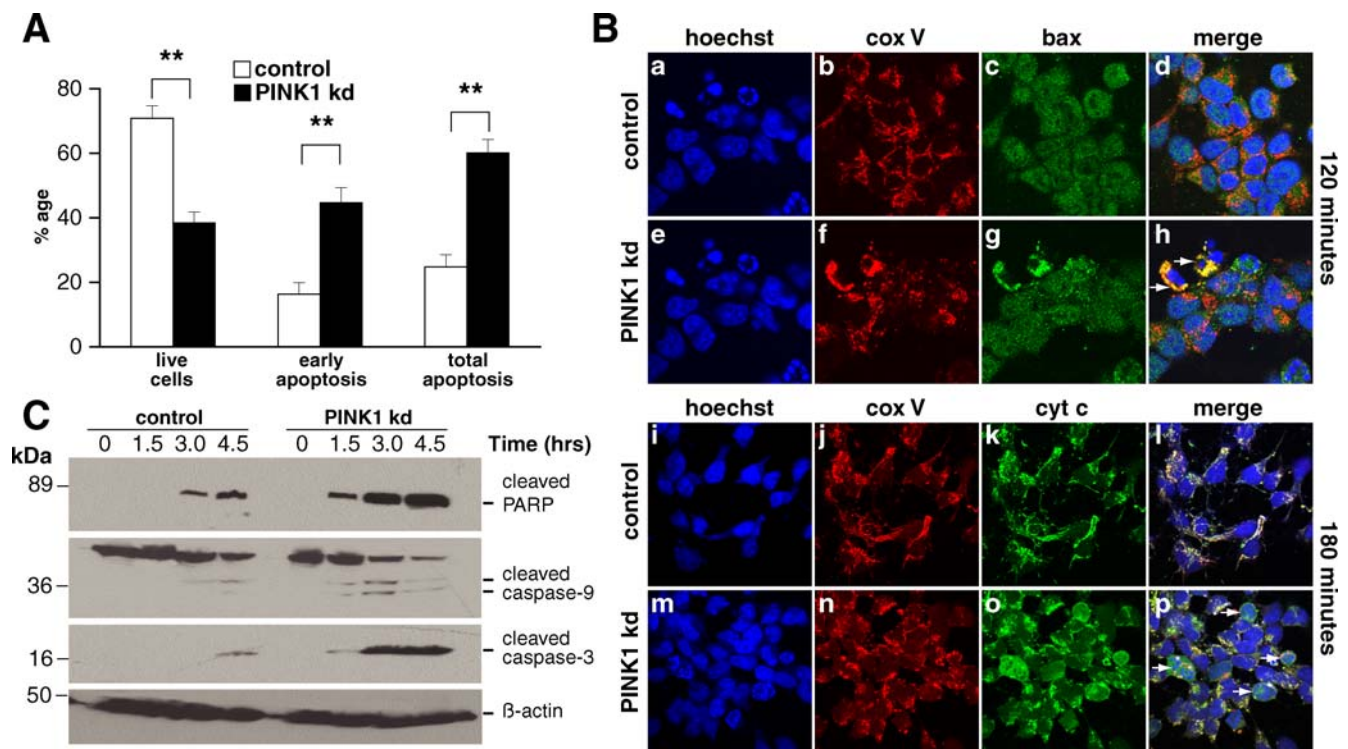 A
control
PINK1 kd
** ** **
% age
80
60
40
20
0
live cells
early apoptosis
total apoptosis
B
hoechst cox V bax merge
control
a b c d
PINK1 kd
e f g h
120 minutes
hoechst cox V cyt c merge
control
i j k l
PINK1 kd
m n o p
180 minutes
C
control PINK1 kd
0 1.5 3.0 4.5 0 1.5 3.0 4.5 Time (hrs)
kDa
89
cleaved
PARP
36
cleaved
caspase-9
16
cleaved
caspase-3
50
ß-actin